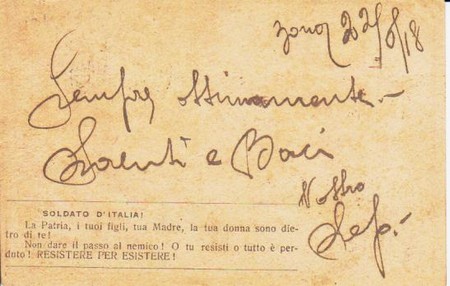 zona 22/6/18
Sempre ottimamente.-
Saluti e Baci
Vostro
SOLDATO D'ITALIA!
La Patria, i tuoi figli, tua Madre, la tua donna sono die-
tro di te!
Non dare il passo al nemico! O tu resisti o tutto è per-
duto! RESISTERE PER ESISTERE!